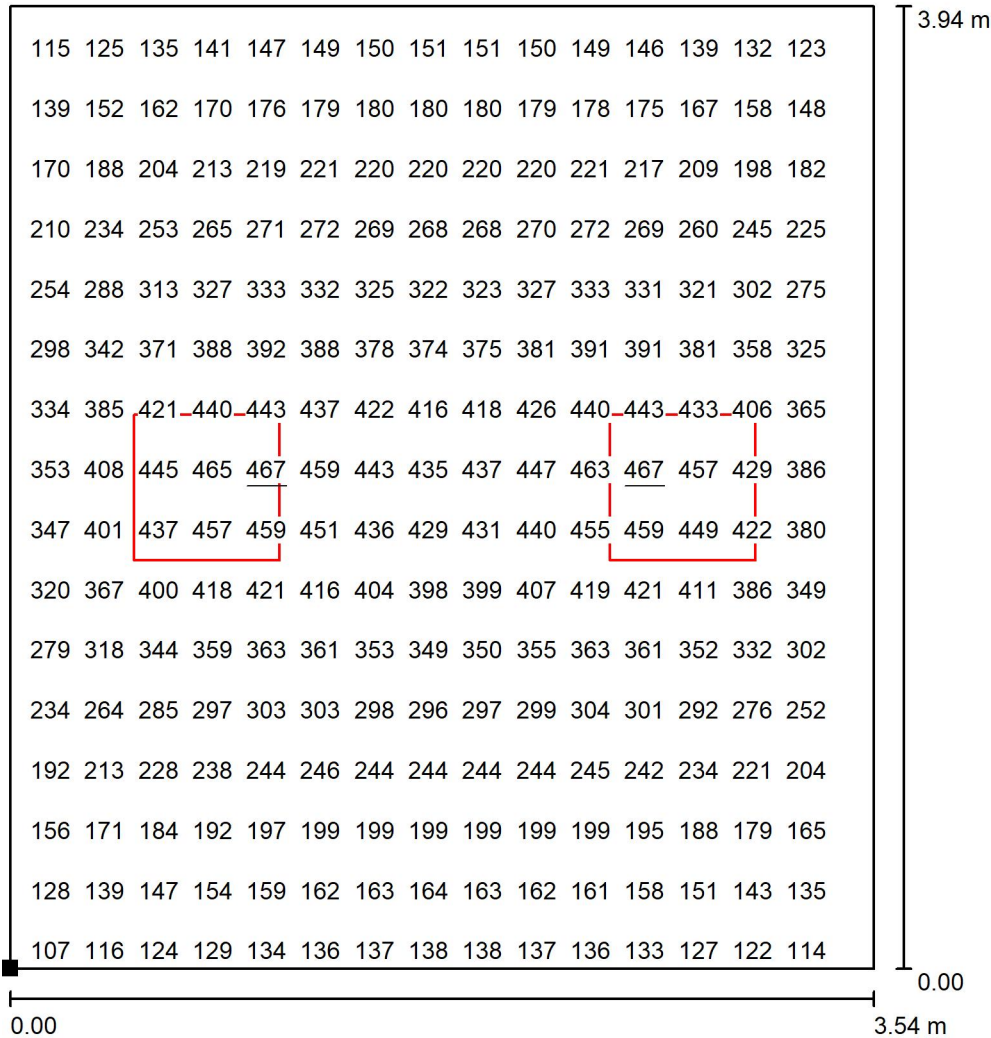 3.94 m
115 125 135 141 147 149 150 151 151 150 149 146 139 132 123
139 152 162 170 176 179 180 180 180 179 178 175 167 158 148
170 188 204 213 219 221 220 220 220 220 221 217 209 198 182
210 234 253 265 271 272 269 268 268 270 272 269 260 245 225
254 288 313 327 333 332 325 322 323 327 333 331 321 302 275
298 342 371 388 392 388 378 374 375 381 391 391 381 358 325
334 385 421 440 443 437 422 416 418 426 440 443 433 406 365
353 408 445 465 467 459 443 435 437 447 463 467 457 429 386
347 401 437 457 459 451 436 429 431 440 455 459 449 422 380
320 367 400 418 421 416 404 398 399 407 419 421 411 386 349
279 318 344 359 363 361 353 349 350 355 363 361 352 332 302
234 264 285 297 303 303 298 296 297 299 304 301 292 276 252
192 213 228 238 244 246 244 244 244 244 245 242 234 221 204
156 171 184 192 197 199 199 199 199 199 199 195 188 179 165
128 139 147 154 159 162 163 164 163 162 161 158 151 143 135
107 116 124 129 134 136 137 138 138 137 136 133 127 122 114
0.00
0.00 3.54 m